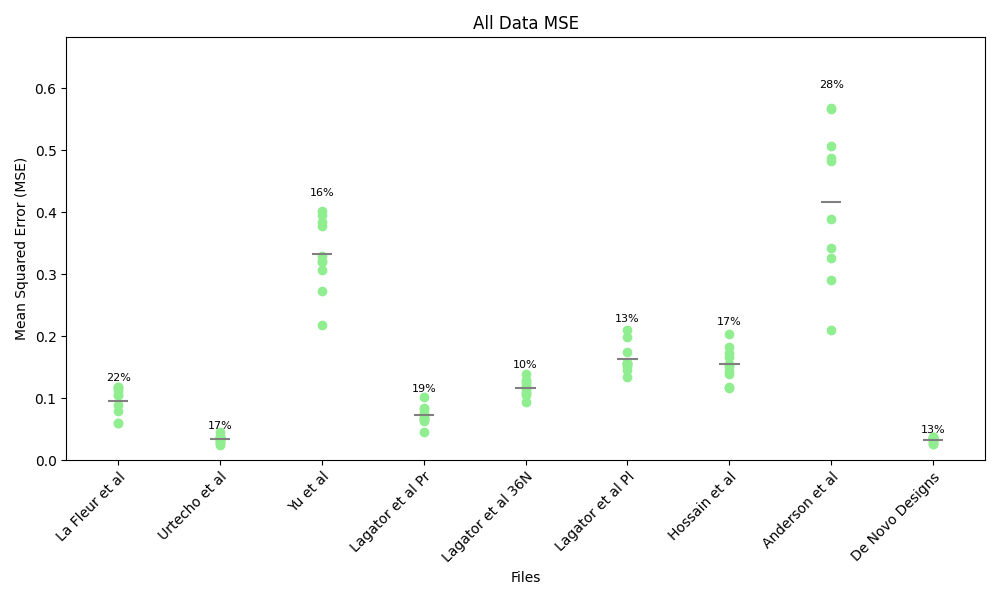 All Data MSE
Mean Squared Error (MSE)
0.6
0.5
0.4
0.3
0.2
0.1
0.0
22%
17%
16%
19%
10%
13%
17%
28%
13%
La Fleur et al
Urtecho et al
Yu et al
Lagator et al Pr
Lagator et al 36N
Lagator et al Pl
Hossain et al
Anderson et al
De Novo Designs
Files